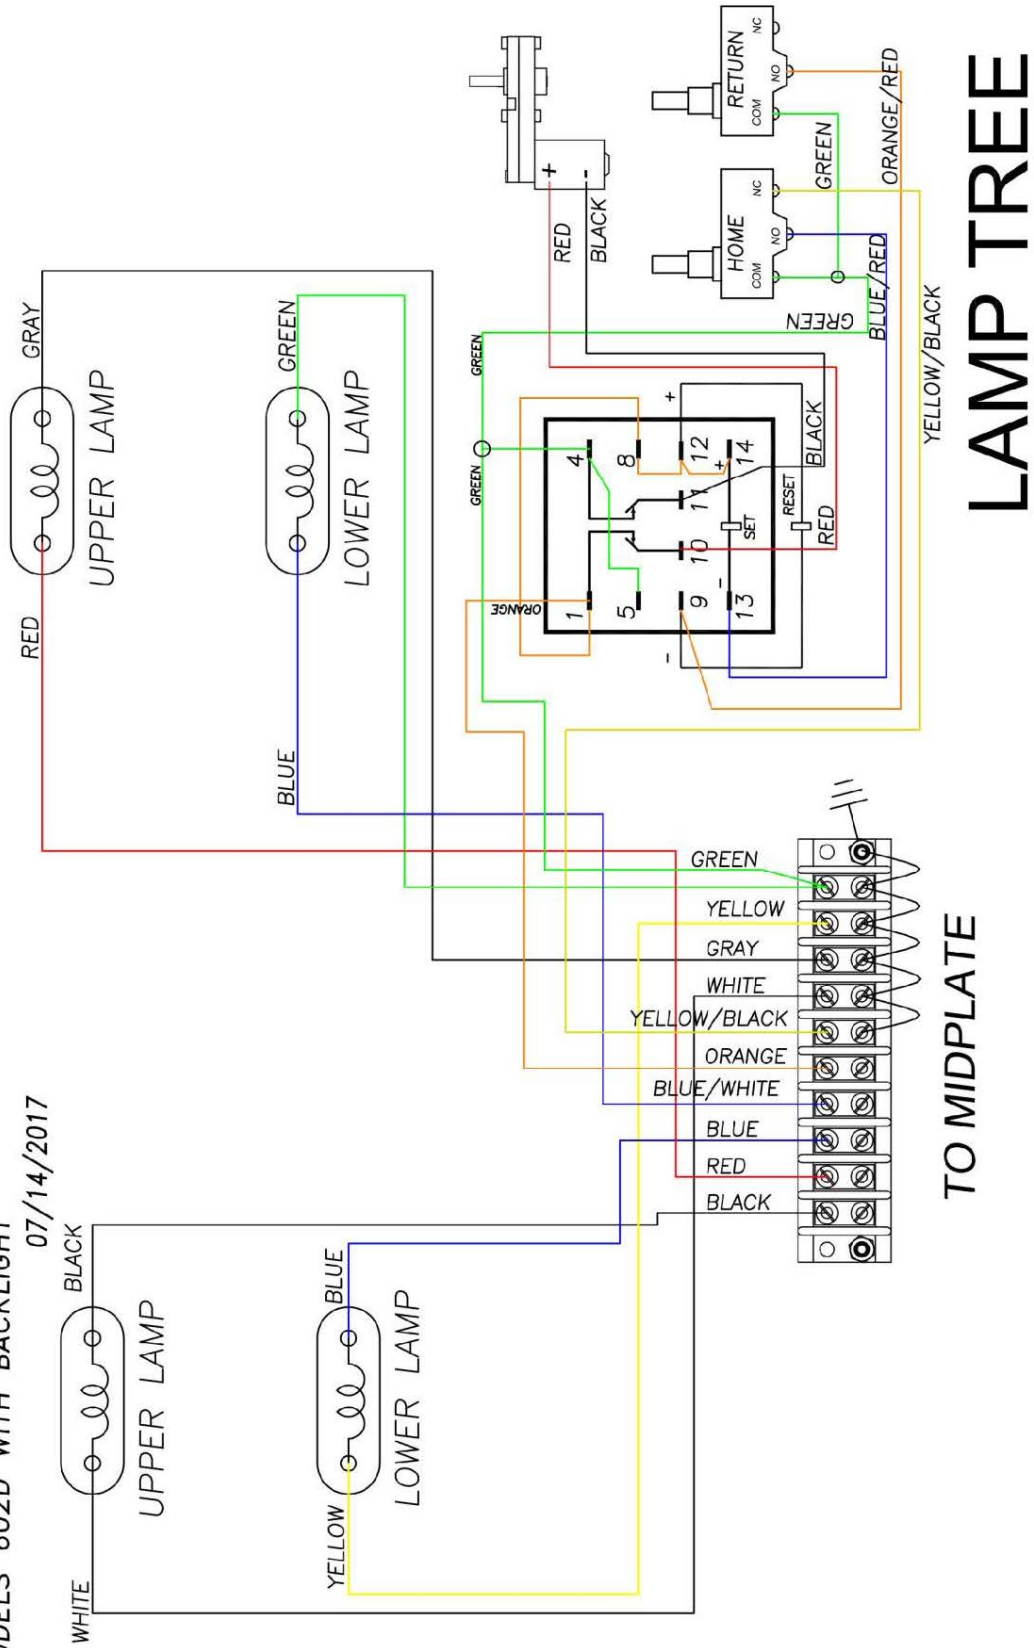 602D WITH BACKLIGHT
07/14/2017
GRAY
UPPER LAMP
RED
GREEN
LOWER LAMP
BLUE
BLACK
UPPER LAMP
WHITE
BLUE
LOWER LAMP
YELLOW
+
-
RED
BLACK
RETURN
COM
NO
NC
HOME
COM
NO
NC
GREEN
ORANGE/RED
BLUE/RED
GREEN
YELLOW/BLACK
GREEN
GREEN
ORANGE
1
4
5
8
9
10
11
12
13
14
+
-
+
-
SET
RESET
BLACK
RED
GREEN
YELLOW
GRAY
WHITE
YELLOW/BLACK
ORANGE
BLUE/WHITE
BLUE
RED
BLACK
TO MIDPLATE
LAMP TREE